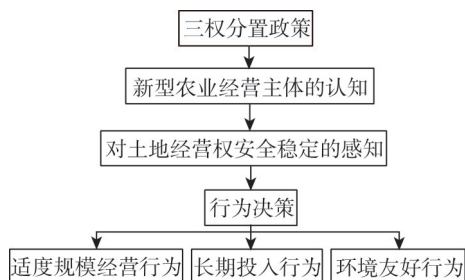 三权分置政策
新型农业经营主体的认知
对土地经营权安全稳定的感知
行为决策
适度规模经营行为
长期投入行为
环境友好行为